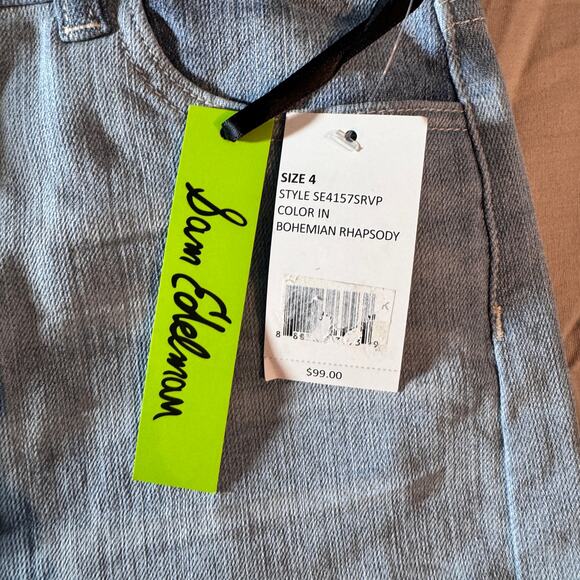 Sam Edelman
SIZE 4
STYLE SE4157SRVP
COLOR IN
BOHEMIAN RHAPSODY
$99.00